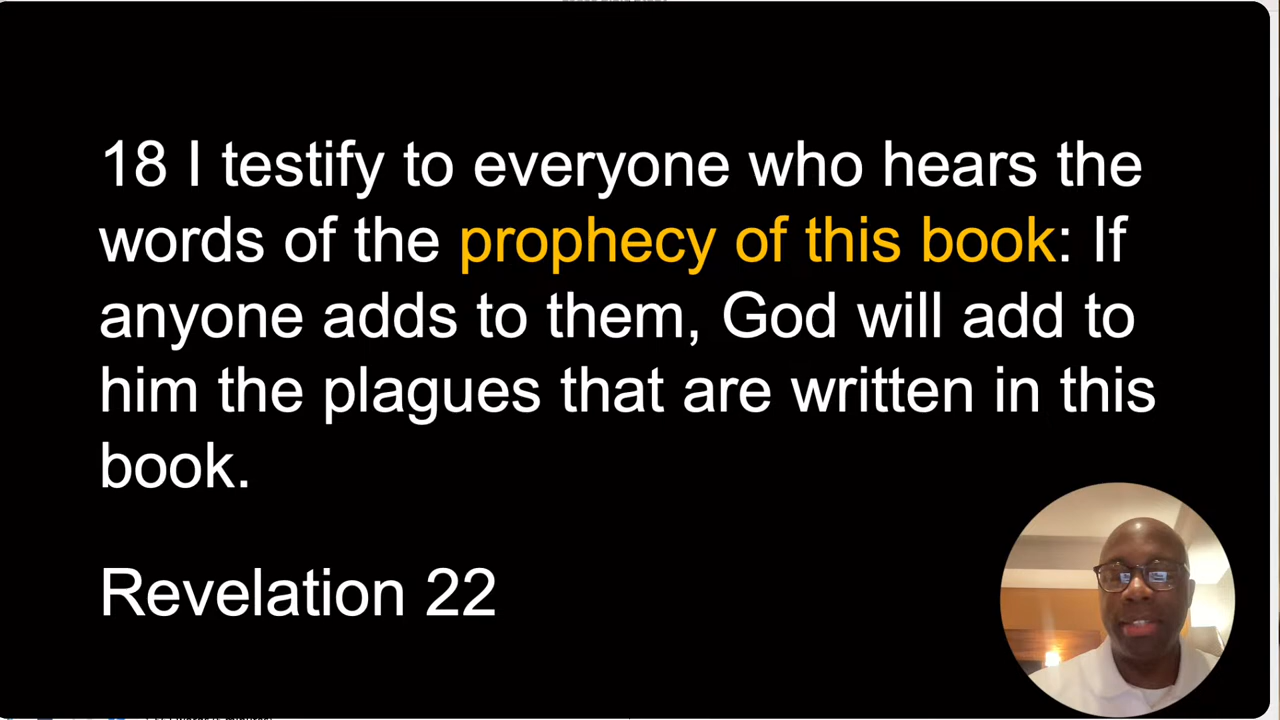 18 I testify to everyone who hears the
words of the prophecy of this book: If
anyone adds to them, God will add to
him the plagues that are written in this
book.
Revelation 22